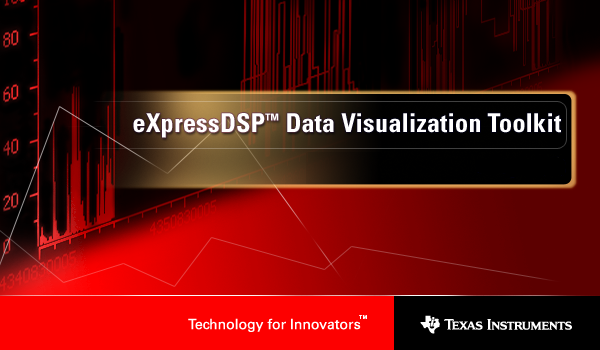 80
60
40
20
0
eXpressDSP™ Data Visualization Toolkit
Technology for Innovators™
TEXAS INSTRUMENTS